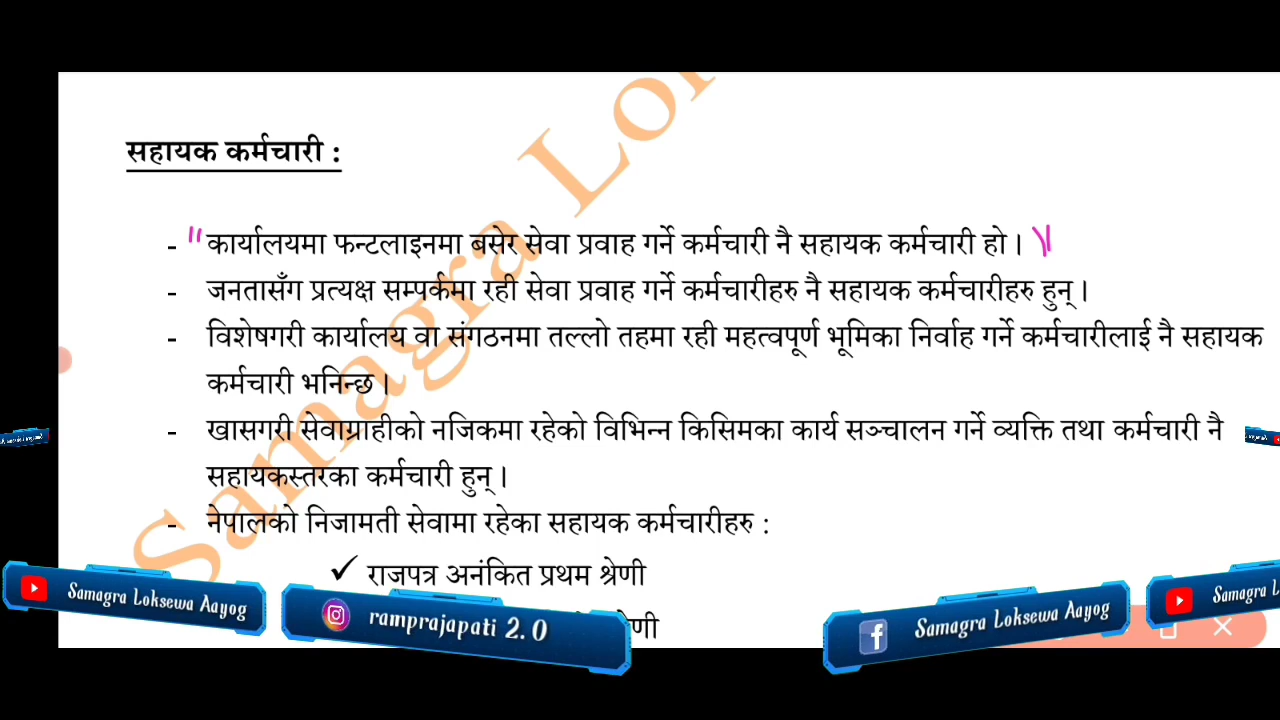 सहायक कर्मचारी :
- "कार्यालयमा फन्टलाइनमा बसेर सेवा प्रवाह गर्ने कर्मचारी नै सहायक कर्मचारी हो।
- जनतासँग प्रत्यक्ष सम्पर्कमा रही सेवा प्रवाह गर्ने कर्मचारीहरु नै सहायक कर्मचारीहरु हुन्।
- विशेषगरी कार्यालय वा संगठनमा तल्लो तहमा रही महत्वपूर्ण भूमिका निर्वाह गर्ने कर्मचारीलाई नै सहायक
कर्मचारी भनिन्छ।
- खासगरी सेवाग्राहीको नजिकमा रहेको विभिन्न किसिमका कार्य सञ्चालन गर्ने व्यक्ति तथा कर्मचारी नै
सहायकस्तरका कर्मचारी हुन्।
- नेपालको निजामती सेवामा रहेका सहायक कर्मचारीहरु :
✓ राजपत्र अनंकित प्रथम श्रेणी
Samagra Loksewa Aayog
ramprajapati 2.0
Samagra Loksewa Aayog
Samagra
Samagra